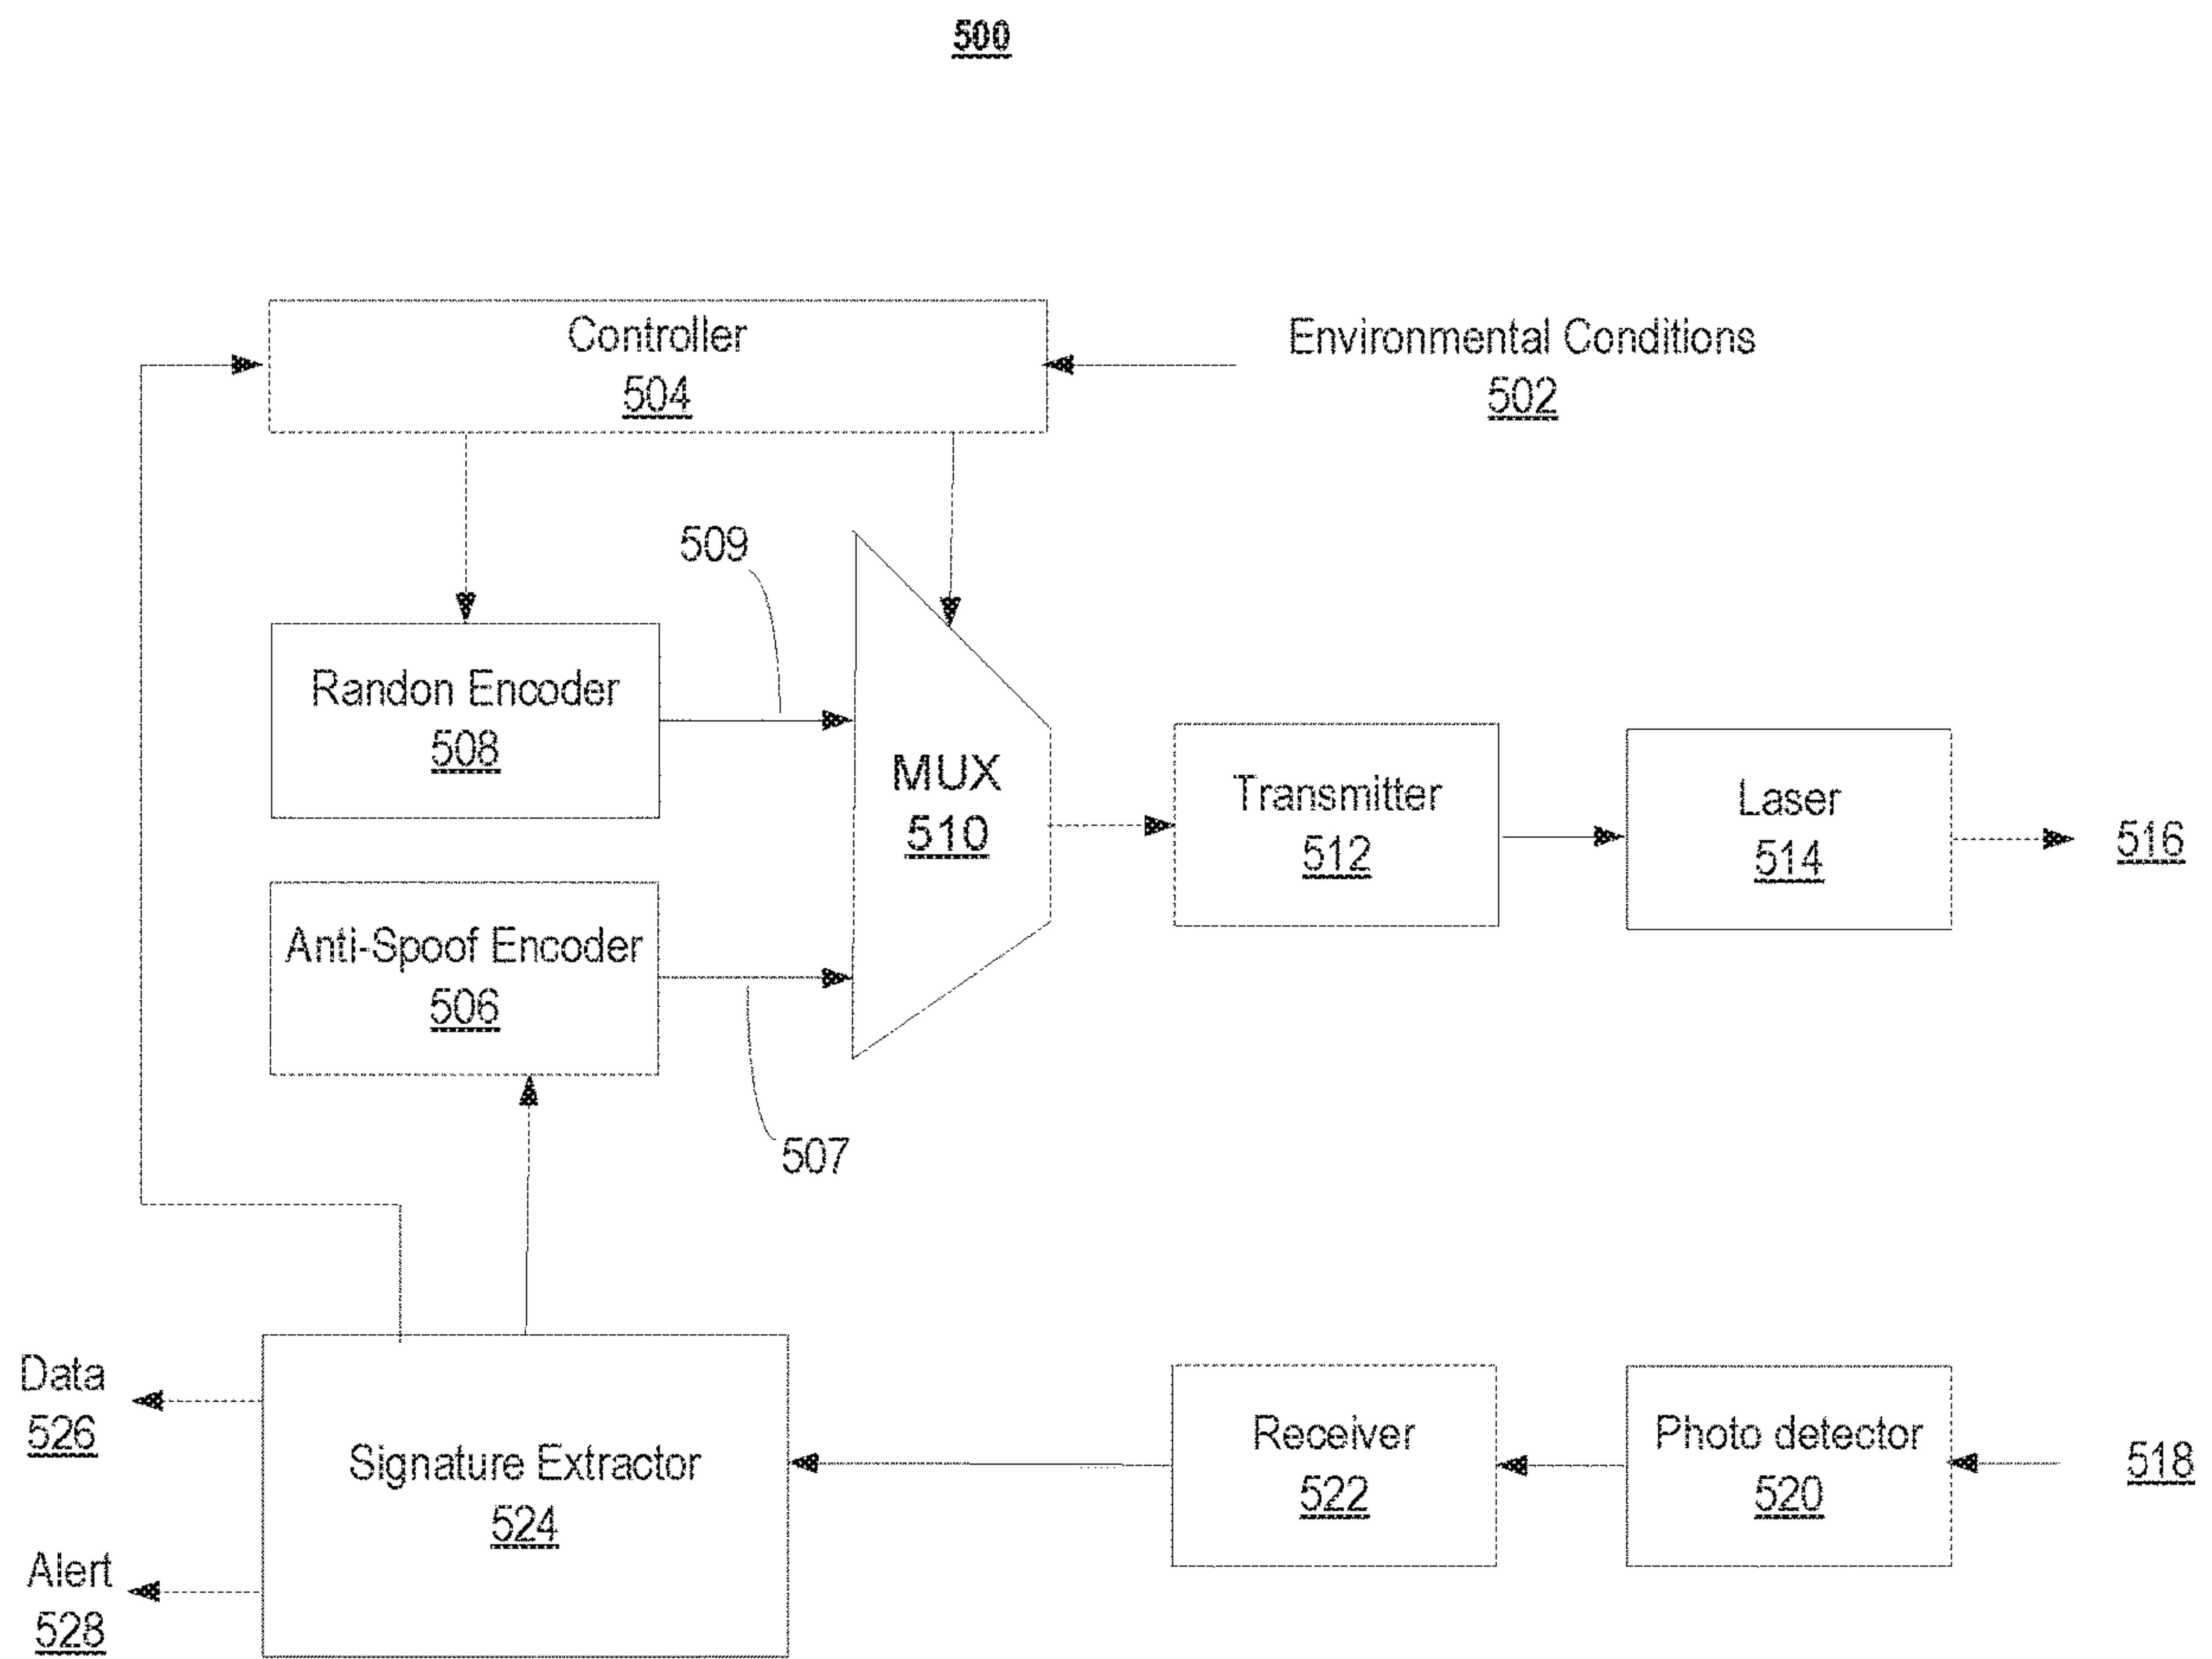 500
Controller
504
Environmental Conditions
502
509
Randon Encoder
508
MUX
510
Transmitter
512
Laser
514
516
Anti-Spoof Encoder
506
507
Data
526
Signature Extractor
524
Receiver
522
Photo detector
520
518
Alert
528